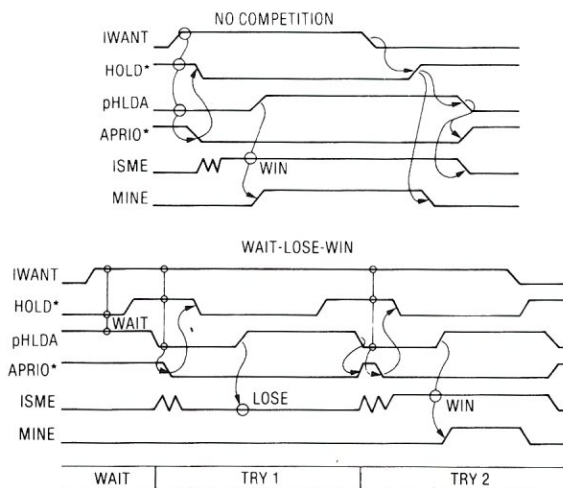 NO COMPETITION
IWANT
HOLD*
pHLDA
APRIO*
ISME
WIN
MINE
WAIT-LOSE-WIN
IWANT
HOLD*
WAIT
pHLDA
APRIO*
ISME
LOSE
WIN
MINE
WAIT TRY 1 TRY 2